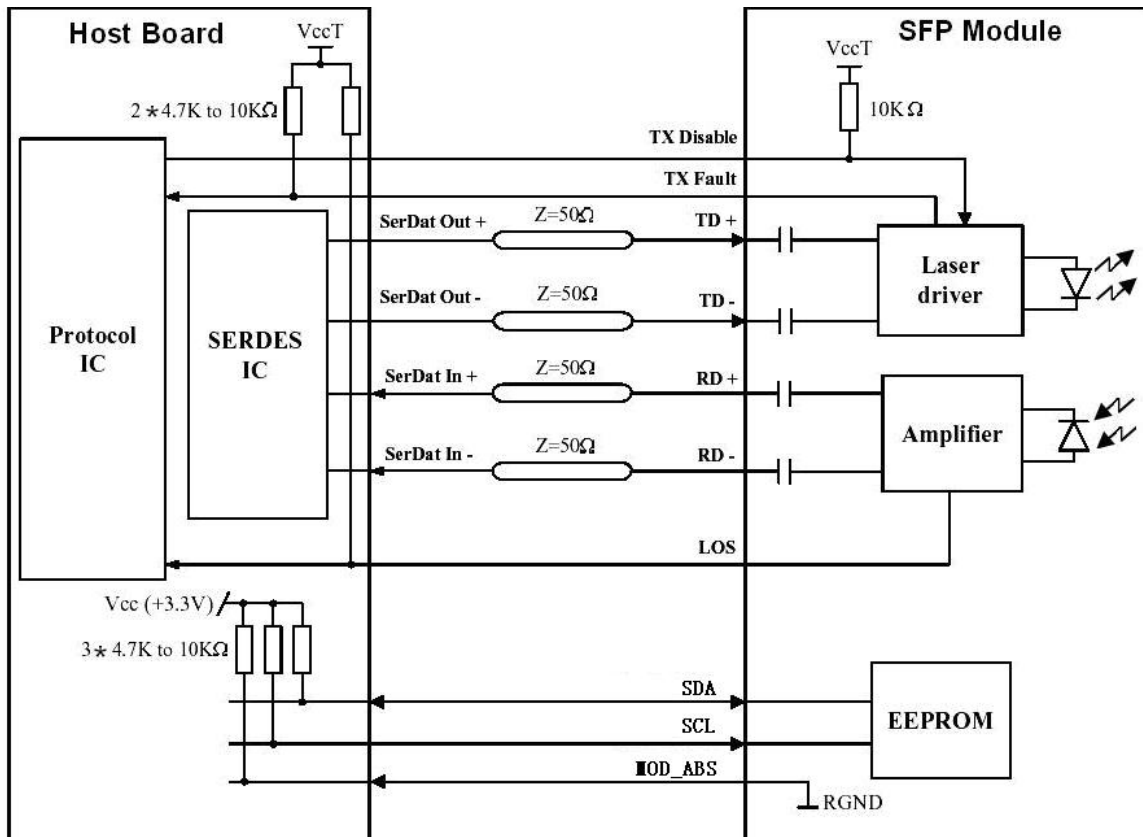 Host Board
SFP Module
VccT
VccT
2*4.7K to 10KΩ
10KΩ
TX Disable
TX Fault
SerDat Out +
Z=50Ω
TD +
SerDat Out -
Z=50Ω
TD -
Laser
driver
Protocol
IC
SERDES
IC
SerDat In +
Z=50Ω
RD +
SerDat In -
Z=50Ω
RD -
Amplifier
LOS
Vcc (+3.3V)
3*4.7K to 10KΩ
SDA
SCL
MOD_ABS
EEPROM
RGND